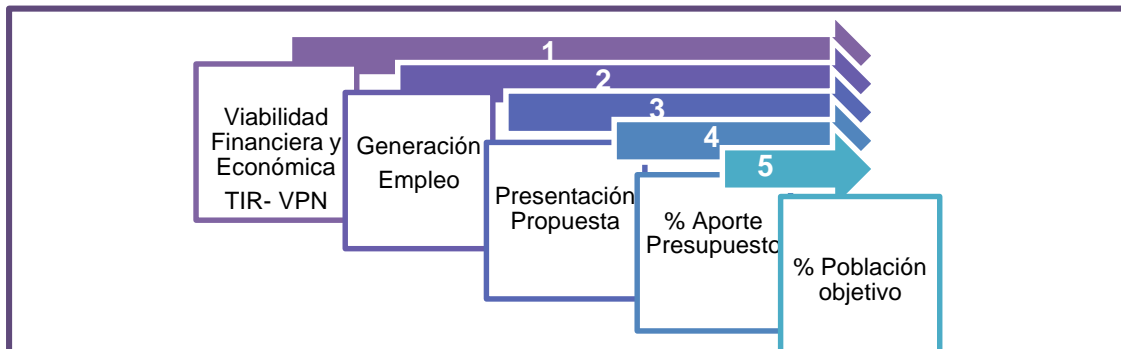 1
Viabilidad
Financiera y
Económica
TIR- VPN
2
Generación
Empleo
3
Presentación
Propuesta
4
% Aporte
Presupuesto
5
% Población
objetivo